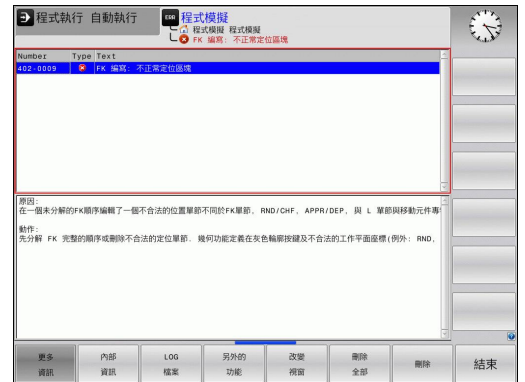 程式執行 自動執行
ERR 程式模擬
程式模擬 程式模擬
FK 編寫: 不正常定位區塊
Number Type Text
402-0009 FK 編寫: 不正常定位區塊
原因:
在一個未分解的FK順序編輯了一個不合法的位置單節不同於FK單節, RND/CHF, APPR/DEP, 與 L 單節與移動元件專
動作:
先分解 FK 完整的順序或刪除不合法的定位單節. 幾何功能定義在灰色輪廓按鍵及不合法的工作平面座標(例外: RND,
更多 資訊
內部 資訊
LOG 檔案
另外的 功能
改變 視窗
刪除 全部
刪除
結束